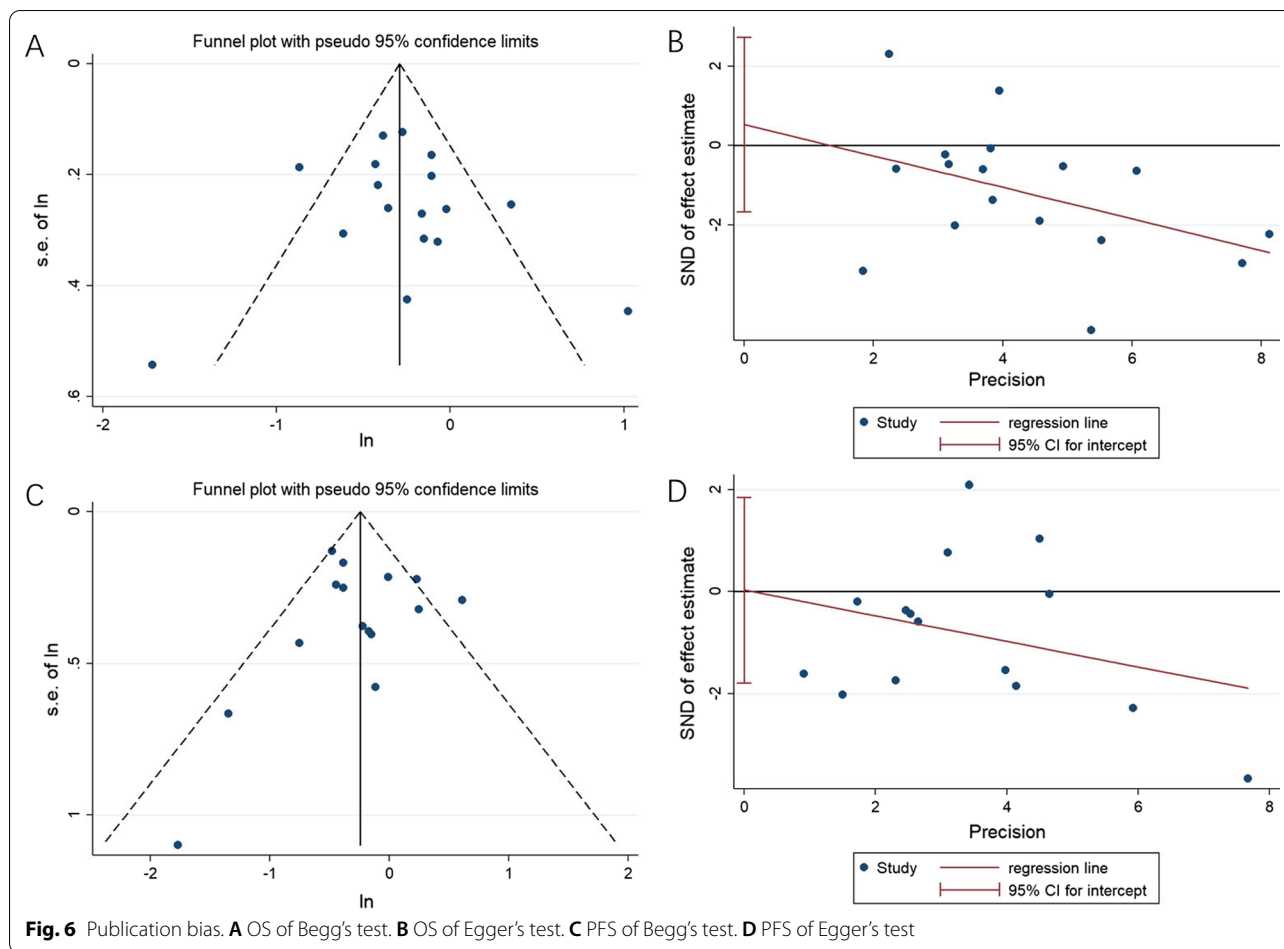 A
Funnel plot with pseudo 95% confidence limits
0
.2
.4
.6
s.e. of ln
-2
-1
0
1
ln
B
2
0
-2
SND of effect estimate
0
2
4
6
8
Precision
Study
regression line
95% CI for intercept
C
Funnel plot with pseudo 95% confidence limits
0
.5
1
s.e. of ln
-2
-1
0
1
2
ln
D
2
0
-2
SND of effect estimate
0
2
4
6
8
Precision
Study
regression line
95% CI for intercept
Fig. 6 Publication bias. A OS of Begg's test. B OS of Egger's test. C PFS of Begg's test. D PFS of Egger's test